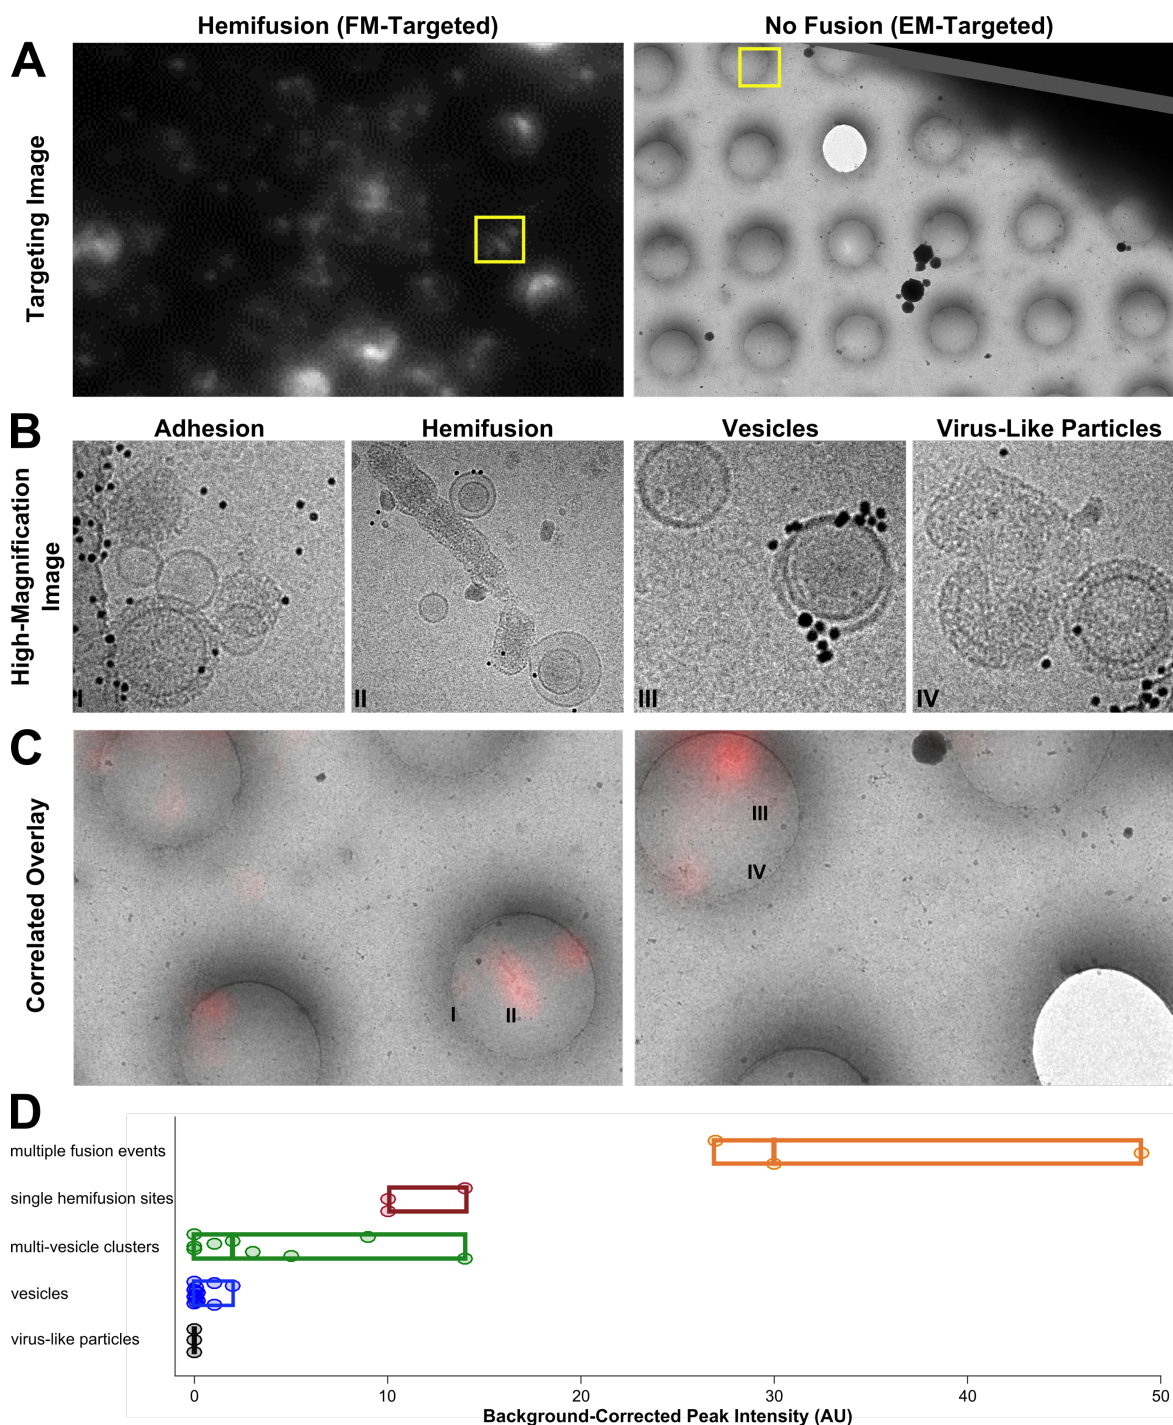 Hemifusion (FM-Targeted)
No Fusion (EM-Targeted)
A
Targeting Image
B
Adhesion
Hemifusion
Vesicles
Virus-Like Particles
High-Magnification
Image
I
II
III
IV
C
Correlated Overlay
I
II
III
IV
D
multiple fusion events
single hemifusion sites
multi-vesicle clusters
vesicles
virus-like particles
0
10
20
30
40
50
Background-Corrected Peak Intensity (AU)